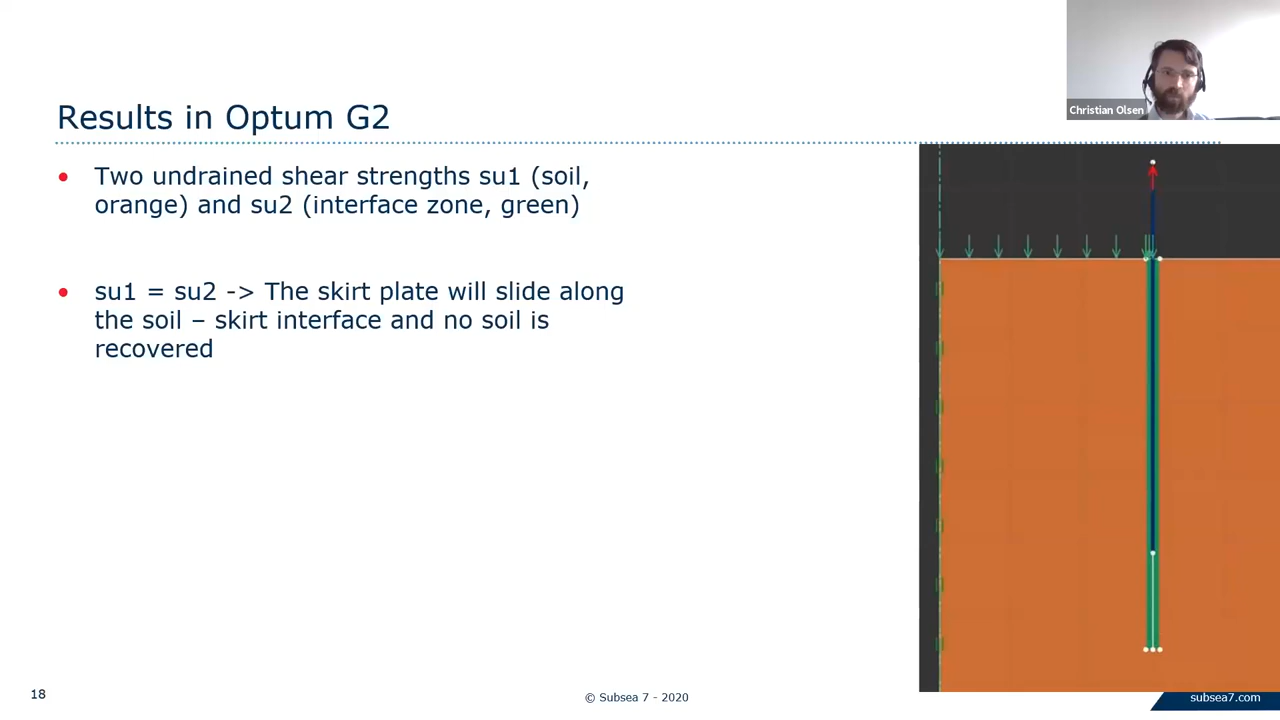 Christian Olsen
Results in Optum G2
• Two undrained shear strengths su1 (soil,
orange) and su2 (interface zone, green)
• su1 = su2 -> The skirt plate will slide along
the soil – skirt interface and no soil is
recovered
18
© Subsea 7 - 2020
subsea7.com